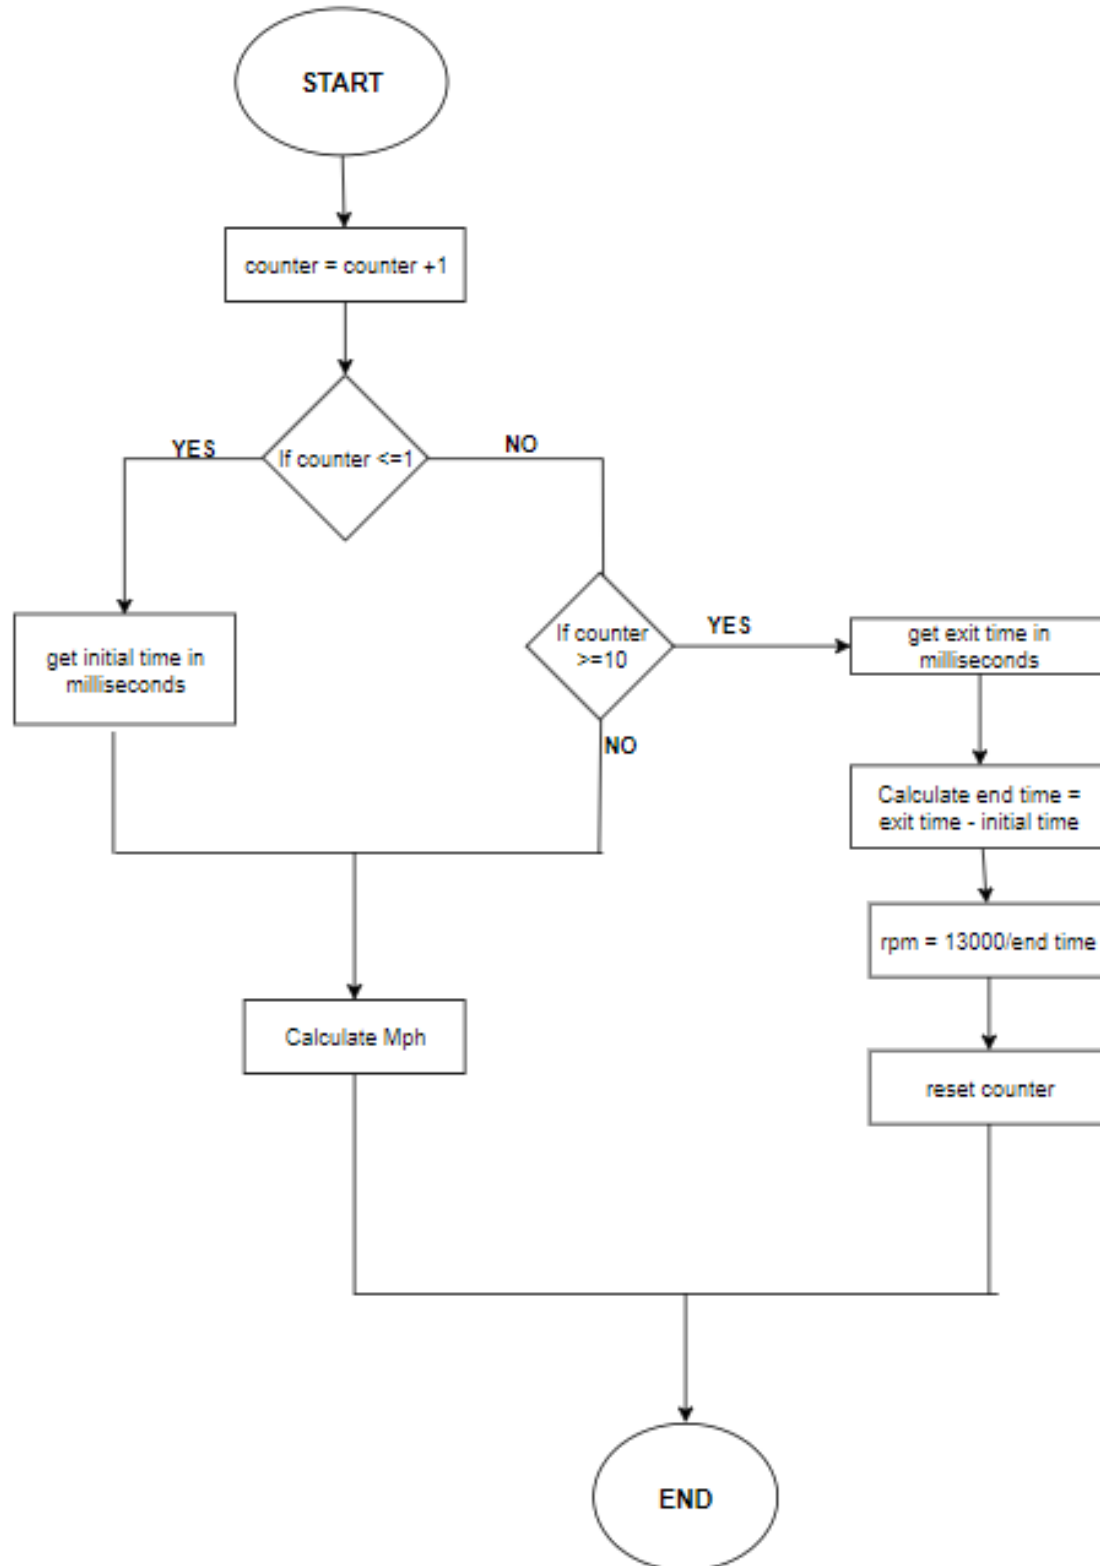 START
counter = counter +1
If counter <=1
YES
NO
get initial time in
milliseconds
If counter
>=10
YES
NO
get exit time in
milliseconds
Calculate end time =
exit time - initial time
rpm = 13000/end time
reset counter
Calculate Mph
END